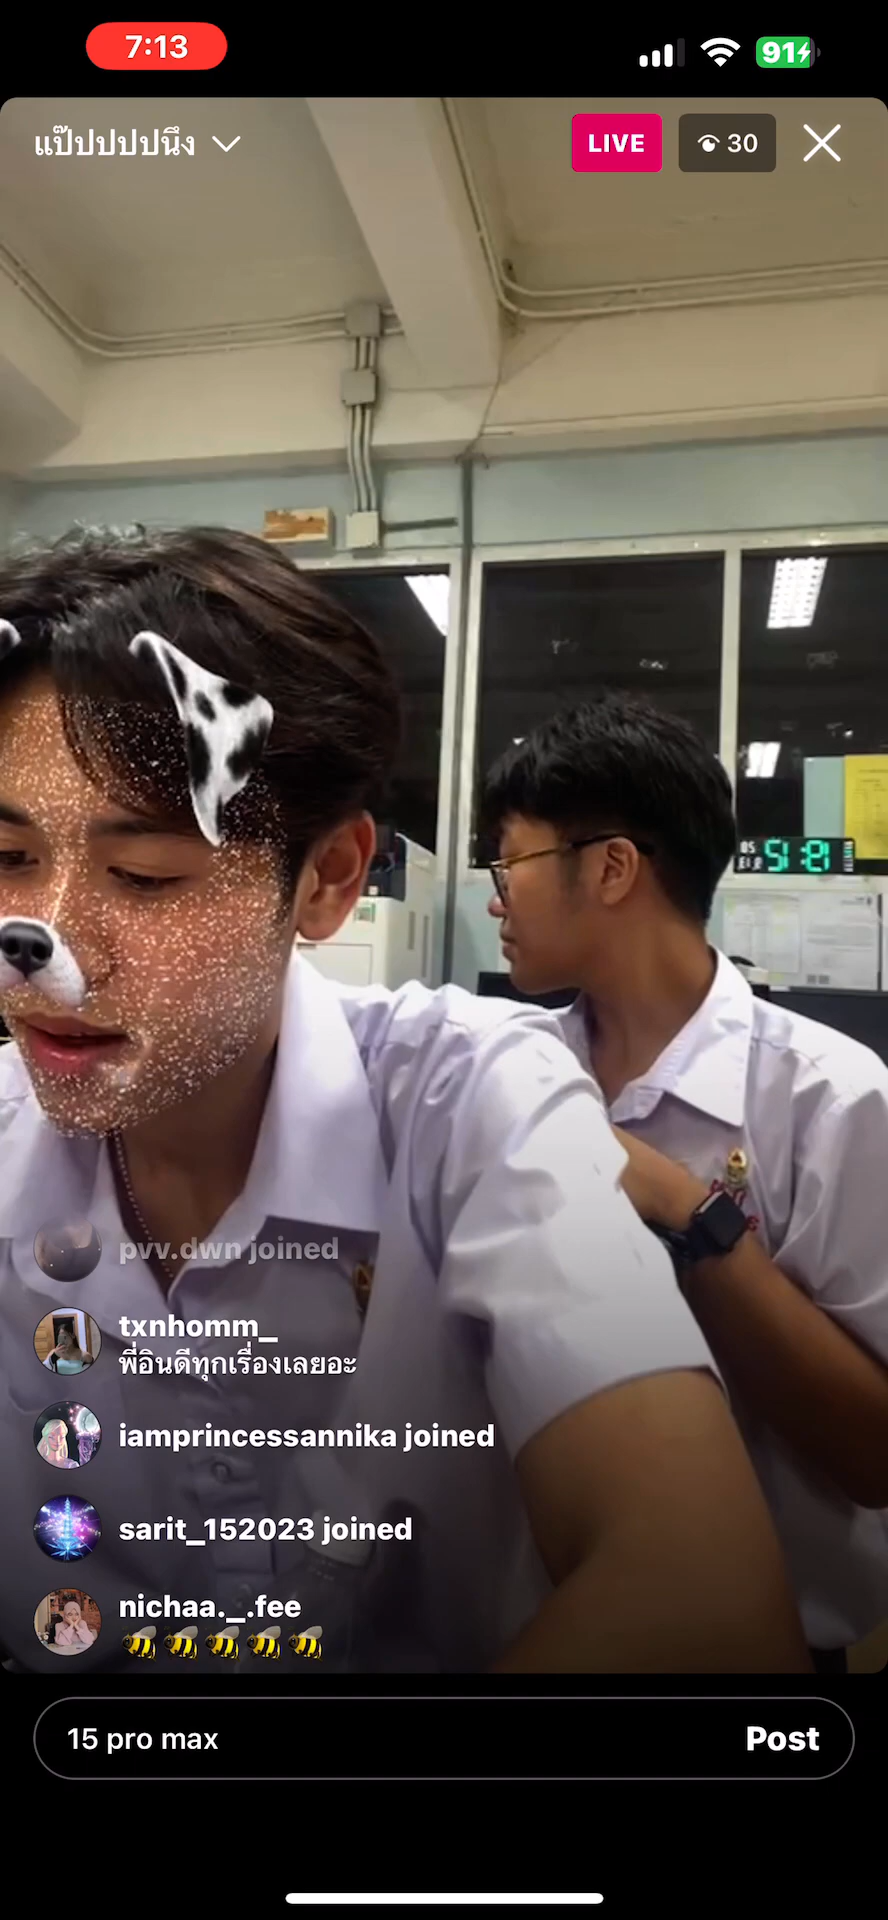 7:13
91
แป๊ปปปปนึง
LIVE
30
pvv.dwn joined
txnhomm_
พี่อินดีทุกเรื่องเลยอะ
iamprincessannika joined
sarit_152023 joined
nichaa._.fee
🐝🐝🐝🐝🐝
15 pro max
Post